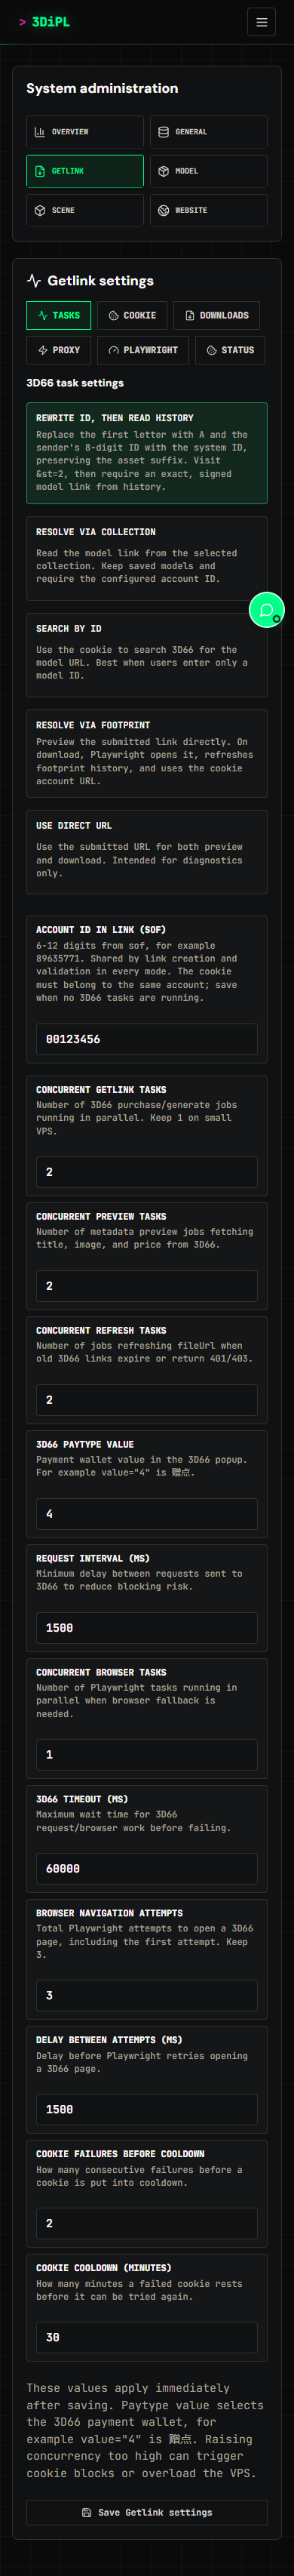 > 3DiPL
System administration
OVERVIEW
GENERAL
GETLINK
MODEL
SCENE
WEBSITE
Getlink settings
TASKS
COOKIE
DOWNLOADS
PROXY
PLAYWRIGHT
STATUS
3D66 task settings
REWRITE ID, THEN READ HISTORY
Replace the first letter with A and the
sender's 8-digit ID with the system ID,
preserving the asset suffix. Visit
&st=2, then require an exact, signed
model link from history.
RESOLVE VIA COLLECTION
Read the model link from the selected
collection. Keep saved models and
require the configured account ID.
SEARCH BY ID
Use the cookie to search 3D66 for the
model URL. Best when users enter only a
model ID.
RESOLVE VIA FOOTPRINT
Preview the submitted link directly. On
download, Playwright opens it, refreshes
footprint history, and uses the cookie
account URL.
USE DIRECT URL
Use the submitted URL for both preview
and download. Intended for diagnostics
only.
ACCOUNT ID IN LINK (SOF)
6-12 digits from sof, for example
89635771. Shared by link creation and
validation in every mode. The cookie
must belong to the same account; save
when no 3D66 tasks are running.
00123456
CONCURRENT GETLINK TASKS
Number of 3D66 purchase/generate jobs
running in parallel. Keep 1 on small
VPS.
2
CONCURRENT PREVIEW TASKS
Number of metadata preview jobs fetching
title, image, and price from 3D66.
2
CONCURRENT REFRESH TASKS
Number of jobs refreshing fileUrl when
old 3D66 links expire or return 401/403.
2
3D66 PAYTYPE VALUE
Payment wallet value in the 3D66 popup.
For example value="4" is 赠点.
4
REQUEST INTERVAL (MS)
Minimum delay between requests sent to
3D66 to reduce blocking risk.
1500
CONCURRENT BROWSER TASKS
Number of Playwright tasks running in
parallel when browser fallback is
needed.
1
3D66 TIMEOUT (MS)
Maximum wait time for 3D66
request/browser work before failing.
60000
BROWSER NAVIGATION ATTEMPTS
Total Playwright attempts to open a 3D66
page, including the first attempt. Keep
3.
3
DELAY BETWEEN ATTEMPTS (MS)
Delay before Playwright retries opening
a 3D66 page.
1500
COOKIE FAILURES BEFORE COOLDOWN
How many consecutive failures before a
cookie is put into cooldown.
2
COOKIE COOLDOWN (MINUTES)
How many minutes a failed cookie rests
before it can be tried again.
30
These values apply immediately
after saving. Paytype value selects
the 3D66 payment wallet, for
example value="4" is 赠点. Raising
concurrency too high can trigger
cookie blocks or overload the VPS.
Save Getlink settings